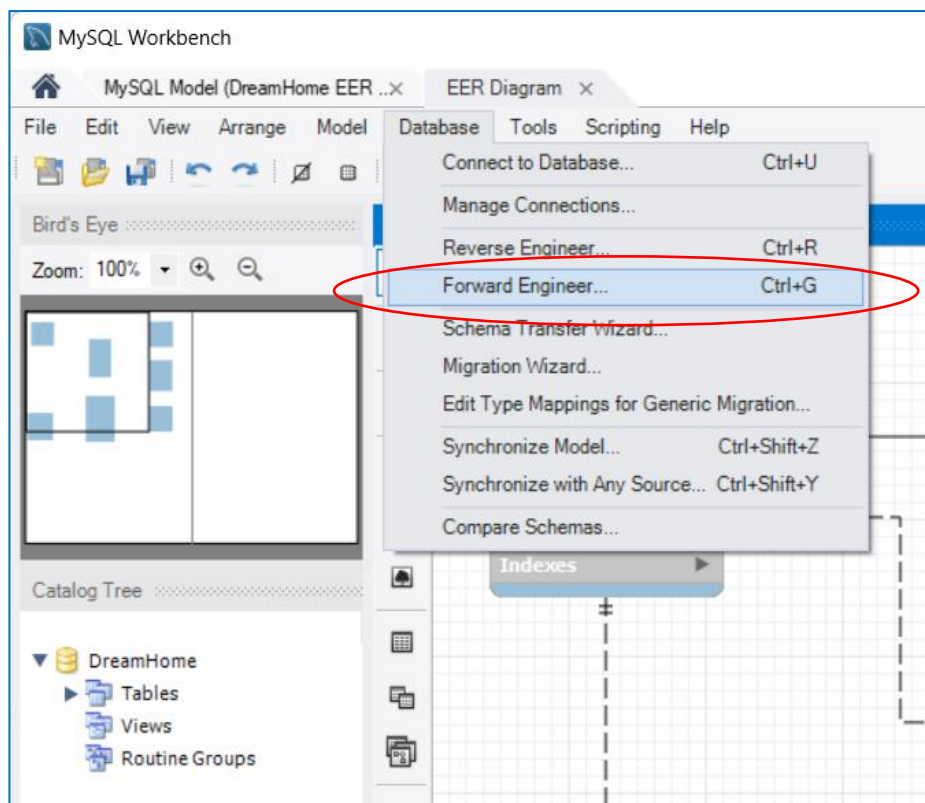 MySQL Workbench
MySQL Model (DreamHome EER ..× EER Diagram ×
File Edit View Arrange Model Database Tools Scripting Help
Connect to Database... Ctrl+U
Manage Connections...
Bird's Eye
Reverse Engineer... Ctrl+R
Zoom: 100%
Forward Engineer... Ctrl+G
Schema Transfer Wizard...
Migration Wizard...
Edit Type Mappings for Generic Migration...
Synchronize Model... Ctrl+Shift+Z
Synchronize with Any Source... Ctrl+Shift+Y
Compare Schemas...
Indexes
Catalog Tree
DreamHome
Tables
Views
Routine Groups